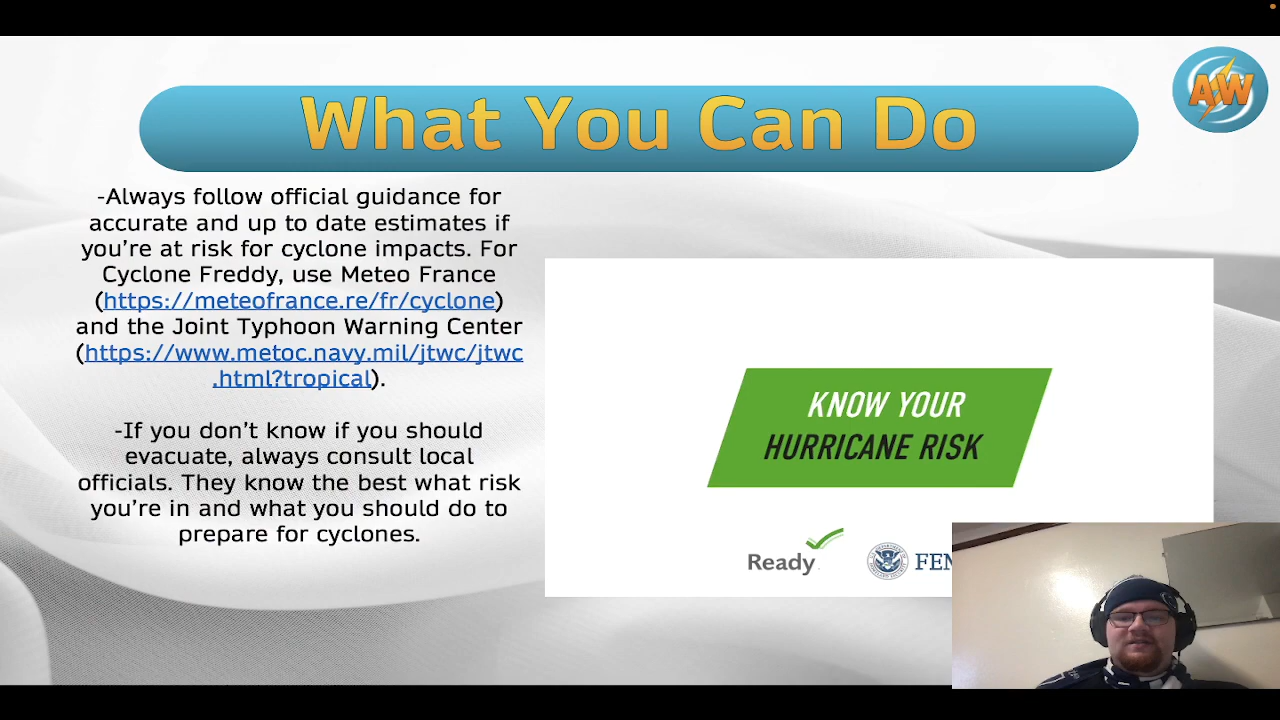 AW
What You Can Do
-Always follow official guidance for
accurate and up to date estimates if
you're at risk for cyclone impacts. For
Cyclone Freddy, use Meteo France
(https://meteofrance.re/fr/cyclone)
and the Joint Typhoon Warning Center
(https://www.metoc.navy.mil/jtwc/jtwc
.html?tropical).
-If you don't know if you should
evacuate, always consult local
officials. They know the best what risk
you're in and what you should do to
prepare for cyclones.
KNOW YOUR
HURRICANE RISK
Ready
FEM